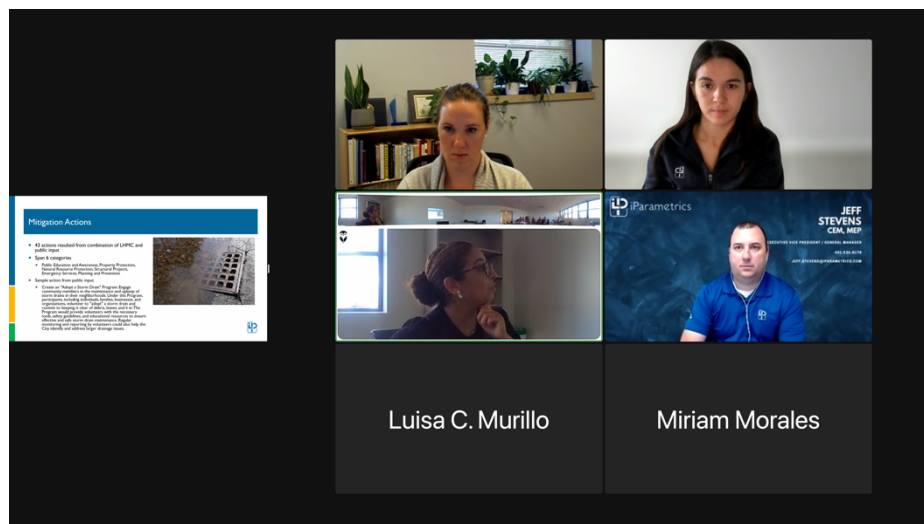 Mitigation Actions
• 43 actions resulted from combination of LHMC and
public input
• Span 6 categories
• Public Education and Awareness, Property Protection,
Natural Resource Protection, Structural Projects,
Emergency Services, Planning and Prevention
• Sample action from public input
• Create an "Adopt a Storm Drain" Program: Engage
community members in the maintenance and upkeep of
storm drains in their neighborhoods. Under this Program,
participants, including individuals, families, businesses, and
organizations, volunteer to "adopt" a storm drain and
commit to keeping it clear of debris, leaves, and litter. The
Program would provide volunteers with the necessary
tools, safety guidelines, and educational resources to ensure
effective and safe storm drain maintenance. Regular
monitoring and reporting by volunteers could also help the
City identify and address larger drainage issues.
iParametrics
JEFF
STEVENS
CEM, MEP
EXECUTIVE VICE PRESIDENT / GENERAL MANAGER
JEFF.STEVENS@IPARAMETRICS.COM
Luisa C. Murillo
Miriam Morales